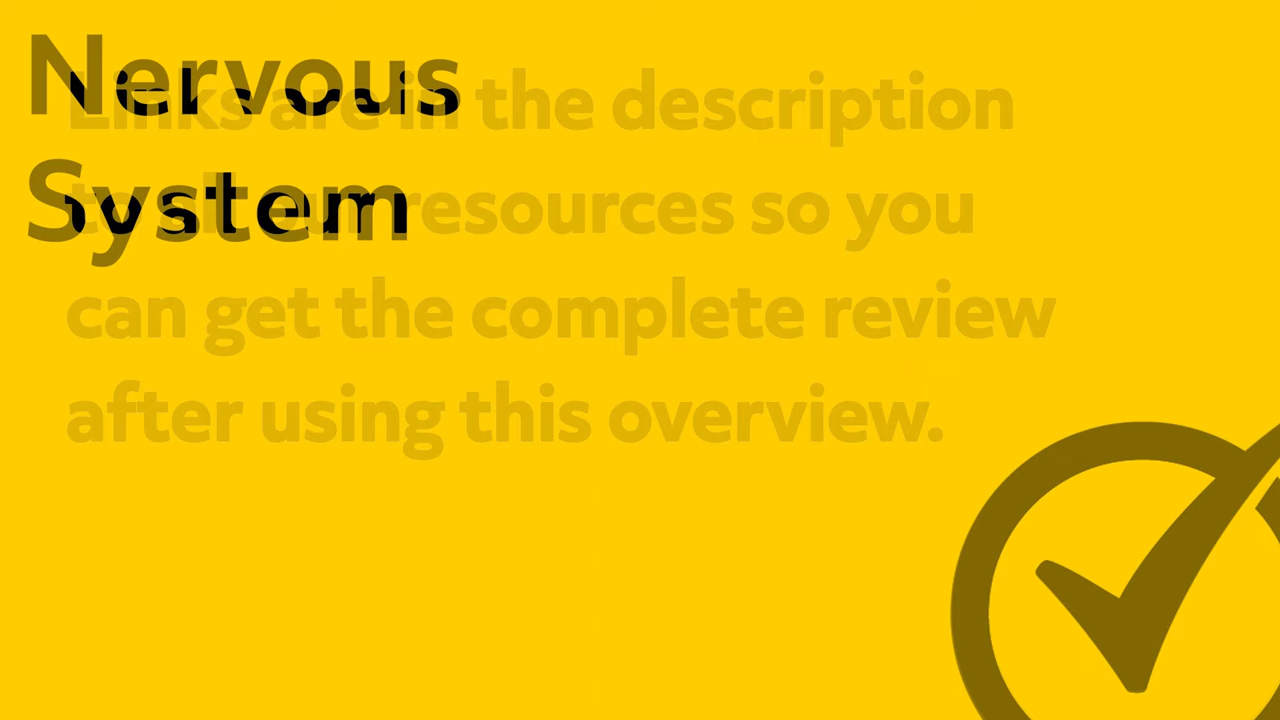 Nervous
System
Links are in the description
resources so you
can get the complete review
after using this overview.